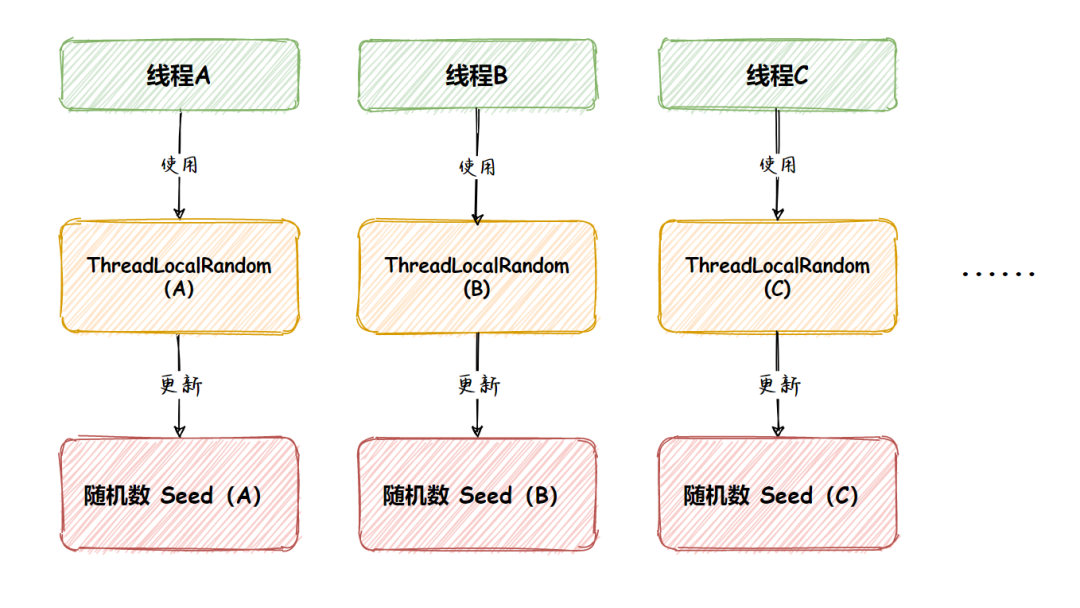 线程A
线程B
线程C
使用
使用
使用
ThreadLocalRandom
(A)
ThreadLocalRandom
(B)
ThreadLocalRandom
(C)
......
更新
更新
更新
随机数 Seed（A）
随机数 Seed（B）
随机数 Seed（C）